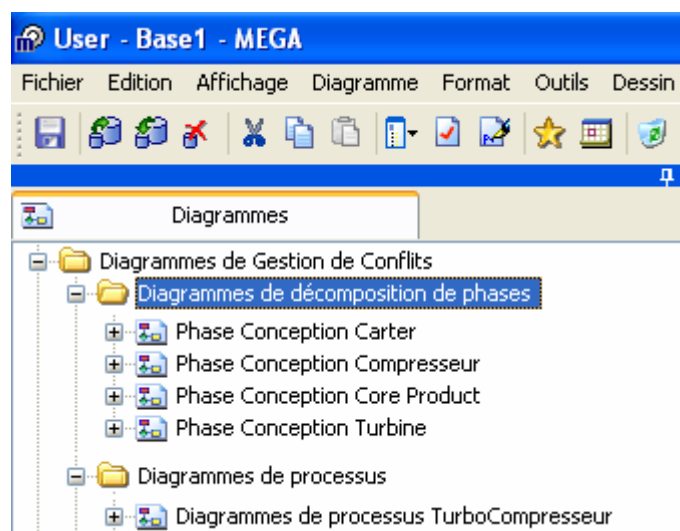 User - Base1 - MEGA
Fichier Edition Affichage Diagramme Format Outils Dessin
Diagrammes
Diagrammes de Gestion de Conflits
Diagrammes de décomposition de phases
Phase Conception Carter
Phase Conception Compresseur
Phase Conception Core Product
Phase Conception Turbine
Diagrammes de processus
Diagrammes de processus TurboCompresseur